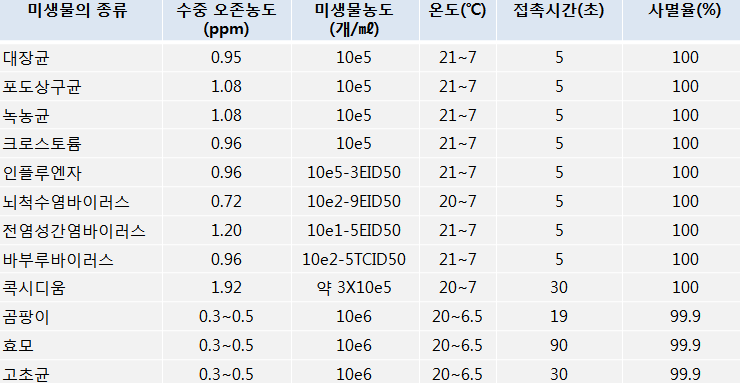 미생물의 종류 수중 오존농도 (ppm) 미생물농도 (개/㎖) 온도(℃) 접촉시간(초) 사멸율(%)
대장균 0.95 10e5 21~7 5 100
포도상구균 1.08 10e5 21~7 5 100
녹농균 1.08 10e5 21~7 5 100
크로스토륨 0.96 10e5 21~7 5 100
인플루엔자 0.96 10e5-3EID50 21~7 5 100
뇌척수염바이러스 0.72 10e2-9EID50 20~7 5 100
전염성간염바이러스 1.20 10e1-5EID50 21~7 5 100
바부루바이러스 0.96 10e2-5TCID50 21~7 5 100
콕시디움 1.92 약 3X10e5 20~7 30 100
곰팡이 0.3~0.5 10e6 20~6.5 19 99.9
효모 0.3~0.5 10e6 20~6.5 90 99.9
고초균 0.3~0.5 10e6 20~6.5 30 99.9